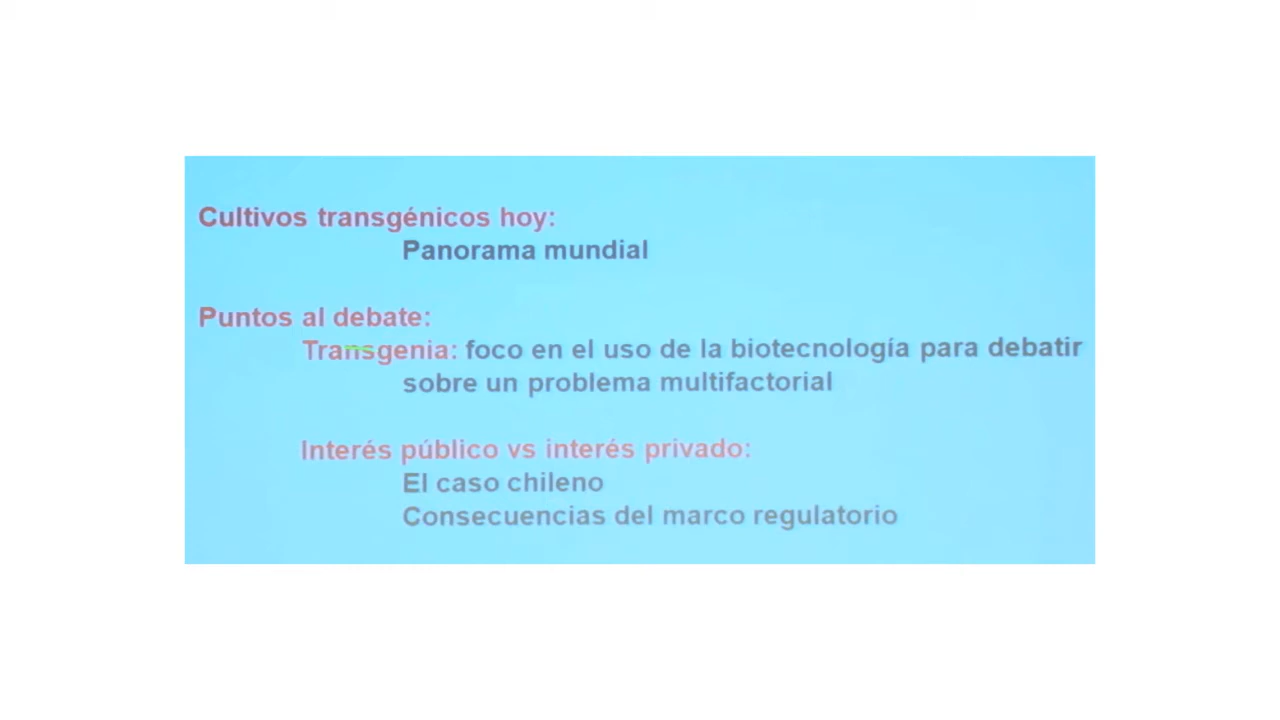 Cultivos transgénicos hoy:
Panorama mundial
Puntos al debate:
Transgenia: foco en el uso de la biotecnología para debatir
sobre un problema multifactorial
Interés público vs interés privado:
El caso chileno
Consecuencias del marco regulatorio